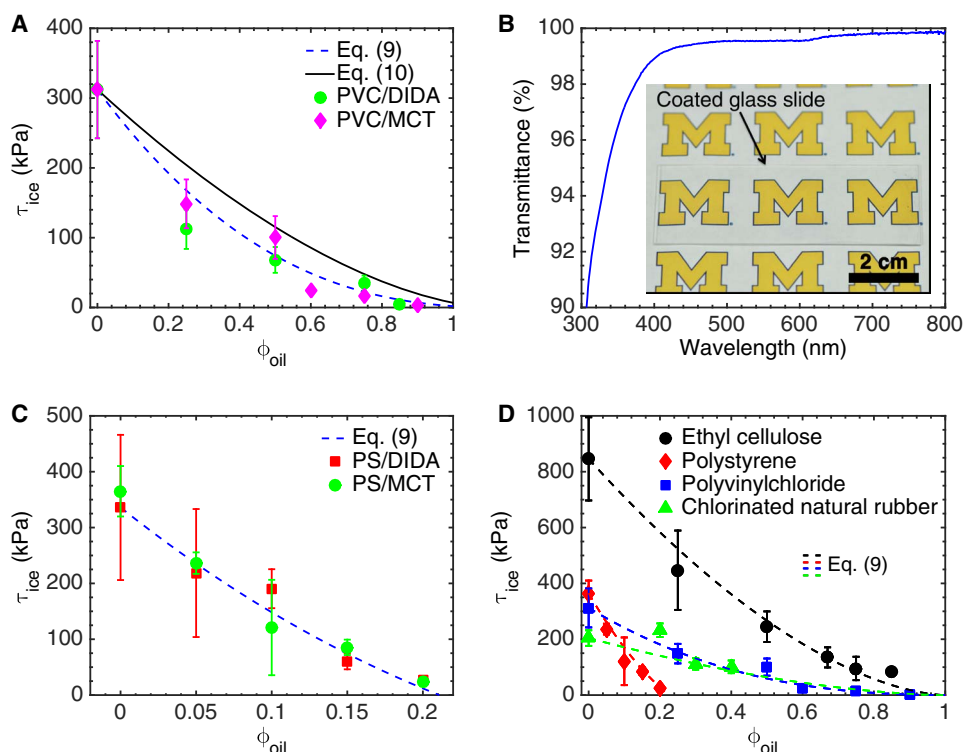 A
400
300
200
100
0
τice (kPa)
0
0.2
0.4
0.6
0.8
1
ϕoil
Eq. (9)
Eq. (10)
PVC/DIDA
PVC/MCT
B
100
98
96
94
92
90
Transmittance (%)
300
400
500
600
700
800
Wavelength (nm)
Coated glass slide
M M M
M M M
M M M
2 cm
C
500
400
300
200
100
0
τice (kPa)
0
0.05
0.1
0.15
0.2
ϕoil
Eq. (9)
PS/DIDA
PS/MCT
D
1000
800
600
400
200
0
τice (kPa)
0
0.2
0.4
0.6
0.8
1
ϕoil
Ethyl cellulose
Polystyrene
Polyvinylchloride
Chlorinated natural rubber
Eq. (9)